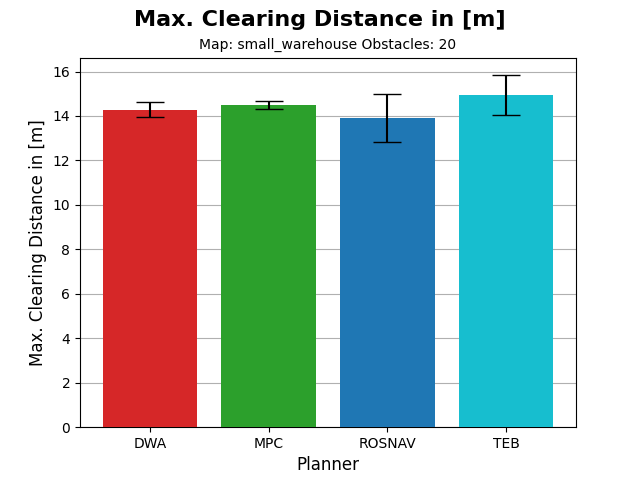 Max. Clearing Distance in [m]
Map: small_warehouse Obstacles: 20
Max. Clearing Distance in [m]
16
14
12
10
8
6
4
2
0
DWA MPC ROSNAV TEB
Planner